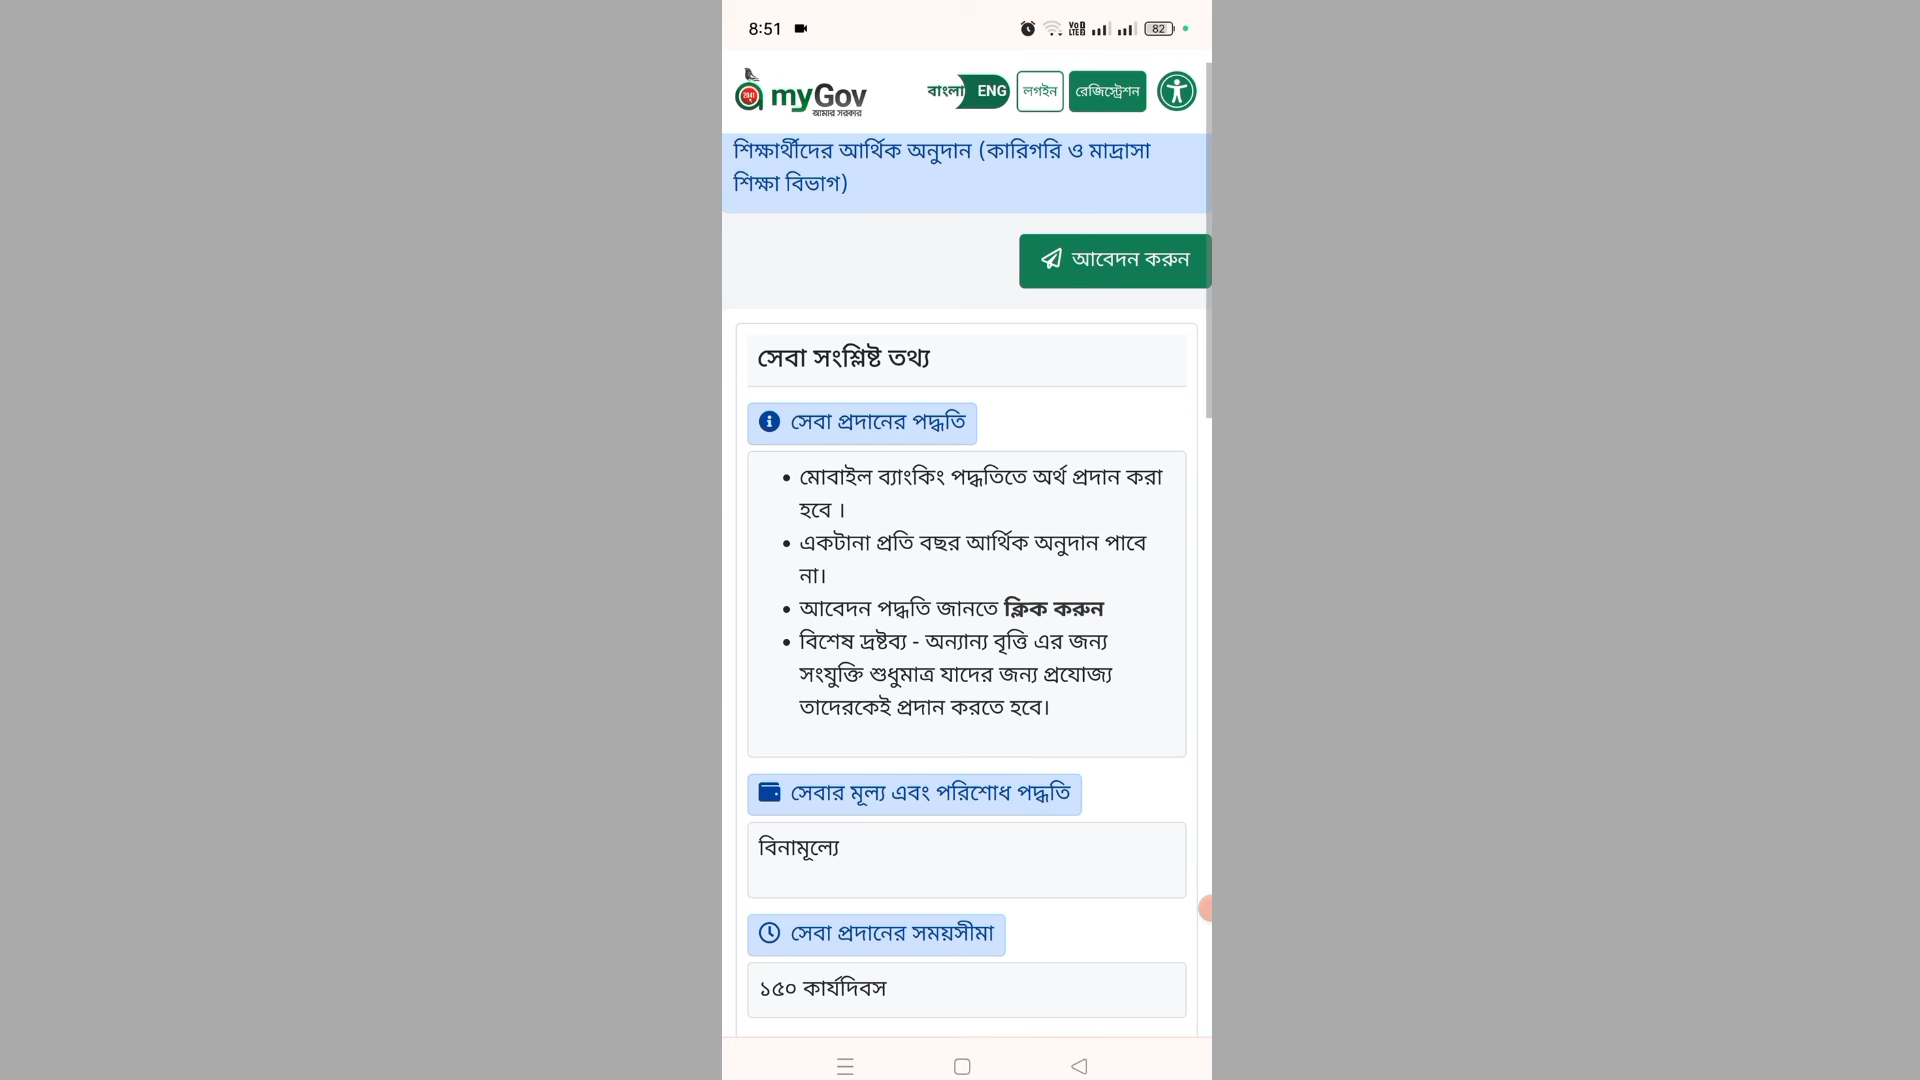 8:51
82
myGov
আমার সরকার
বাংলা ENG লগইন রেজিস্ট্রেশন
শিক্ষার্থীদের আর্থিক অনুদান (কারিগরি ও মাদ্রাসা
শিক্ষা বিভাগ)
আবেদন করুন
সেবা সংশ্লিষ্ট তথ্য
সেবা প্রদানের পদ্ধতি
• মোবাইল ব্যাংকিং পদ্ধতিতে অর্থ প্রদান করা
হবে ।
• একটানা প্রতি বছর আর্থিক অনুদান পাবে
না।
• আবেদন পদ্ধতি জানতে ক্লিক করুন
• বিশেষ দ্রষ্টব্য - অন্যান্য বৃত্তি এর জন্য
সংযুক্তি শুধুমাত্র যাদের জন্য প্রযোজ্য
তাদেরকেই প্রদান করতে হবে।
সেবার মূল্য এবং পরিশোধ পদ্ধতি
বিনামূল্যে
সেবা প্রদানের সময়সীমা
১৫০ কার্যদিবস